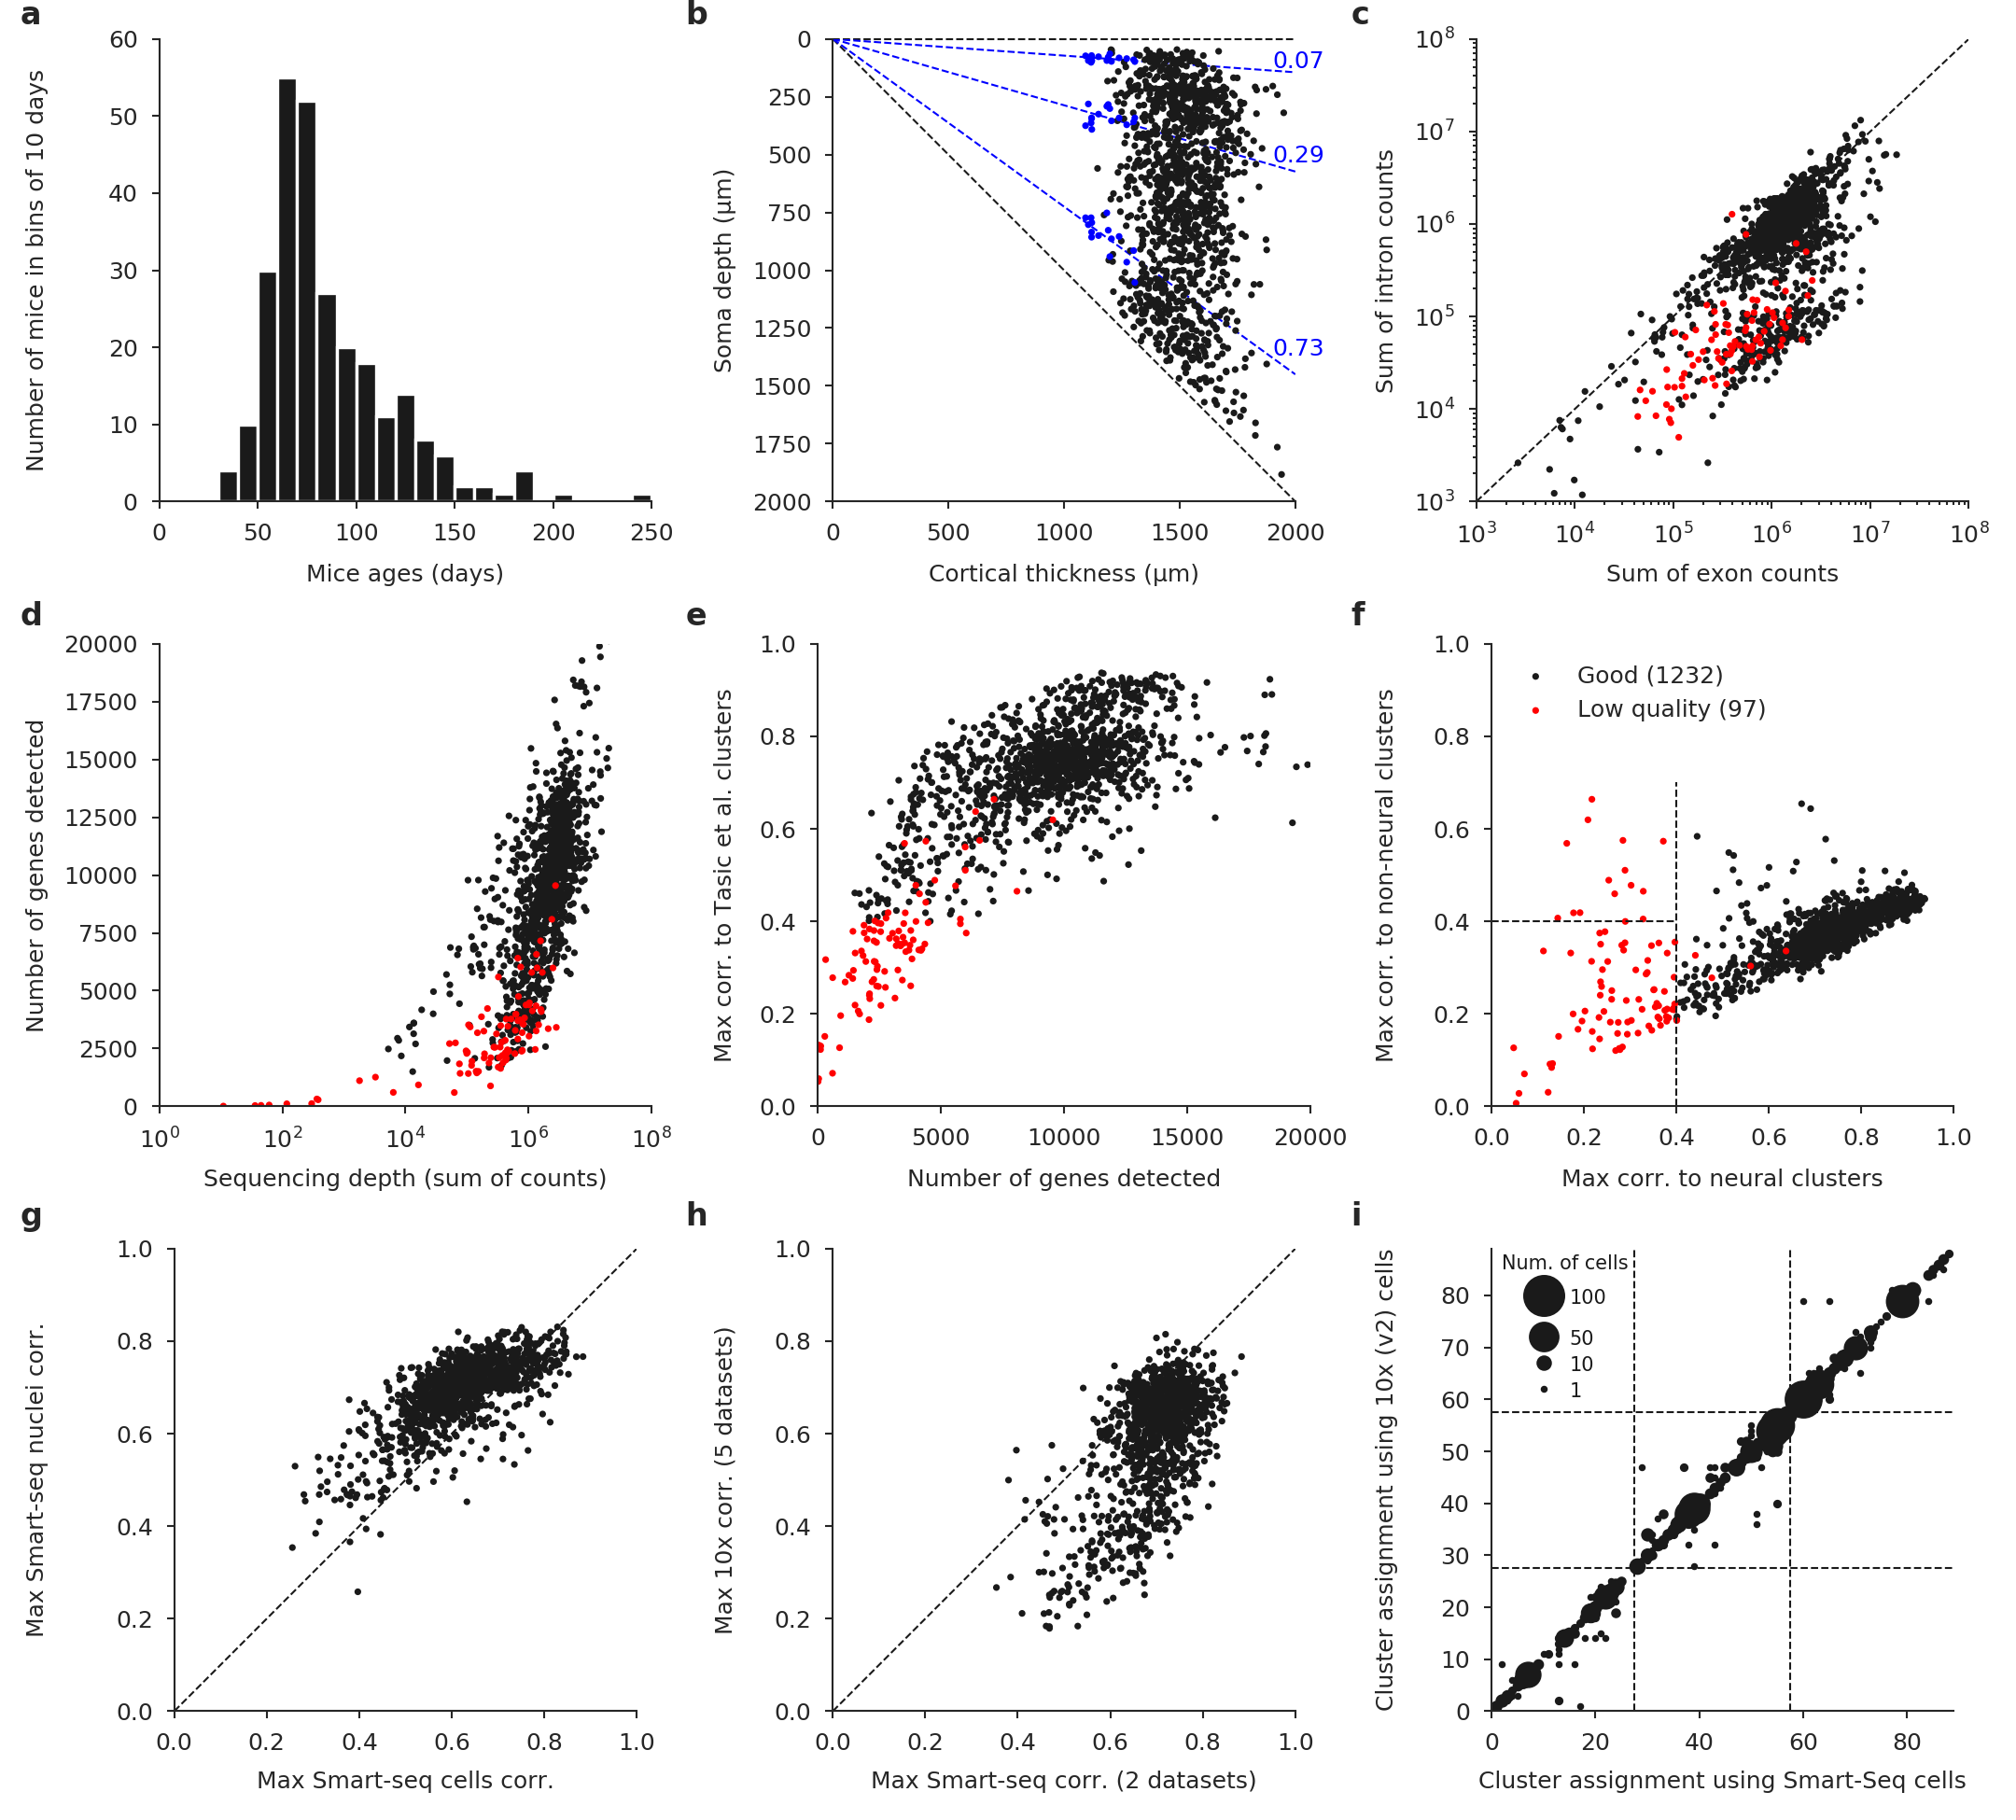 a
Number of mice in bins of 10 days
60
50
40
30
20
10
0
0 50 100 150 200 250
Mice ages (days)
b
Soma depth (µm)
0
250
500
750
1000
1250
1500
1750
2000
0.07
0.29
0.73
0 500 1000 1500 2000
Cortical thickness (µm)
c
Sum of intron counts
10⁸
10⁷
10⁶
10⁵
10⁴
10³
10³ 10⁴ 10⁵ 10⁶ 10⁷ 10⁸
Sum of exon counts
d
Number of genes detected
20000
17500
15000
12500
10000
7500
5000
2500
0
10⁰ 10² 10⁴ 10⁶ 10⁸
Sequencing depth (sum of counts)
e
Max corr. to Tasic et al. clusters
1.0
0.8
0.6
0.4
0.2
0.0
0 5000 10000 15000 20000
Number of genes detected
f
Max corr. to non-neural clusters
1.0
0.8
0.6
0.4
0.2
0.0
Good (1232)
Low quality (97)
0.0 0.2 0.4 0.6 0.8 1.0
Max corr. to neural clusters
g
Max Smart-seq nuclei corr.
1.0
0.8
0.6
0.4
0.2
0.0
0.0 0.2 0.4 0.6 0.8 1.0
Max Smart-seq cells corr.
h
Max 10x corr. (5 datasets)
1.0
0.8
0.6
0.4
0.2
0.0
0.0 0.2 0.4 0.6 0.8 1.0
Max Smart-seq corr. (2 datasets)
i
Cluster assignment using 10x (v2) cells
80
70
60
50
40
30
20
10
0
Num. of cells
100
50
10
1
0 20 40 60 80
Cluster assignment using Smart-Seq cells